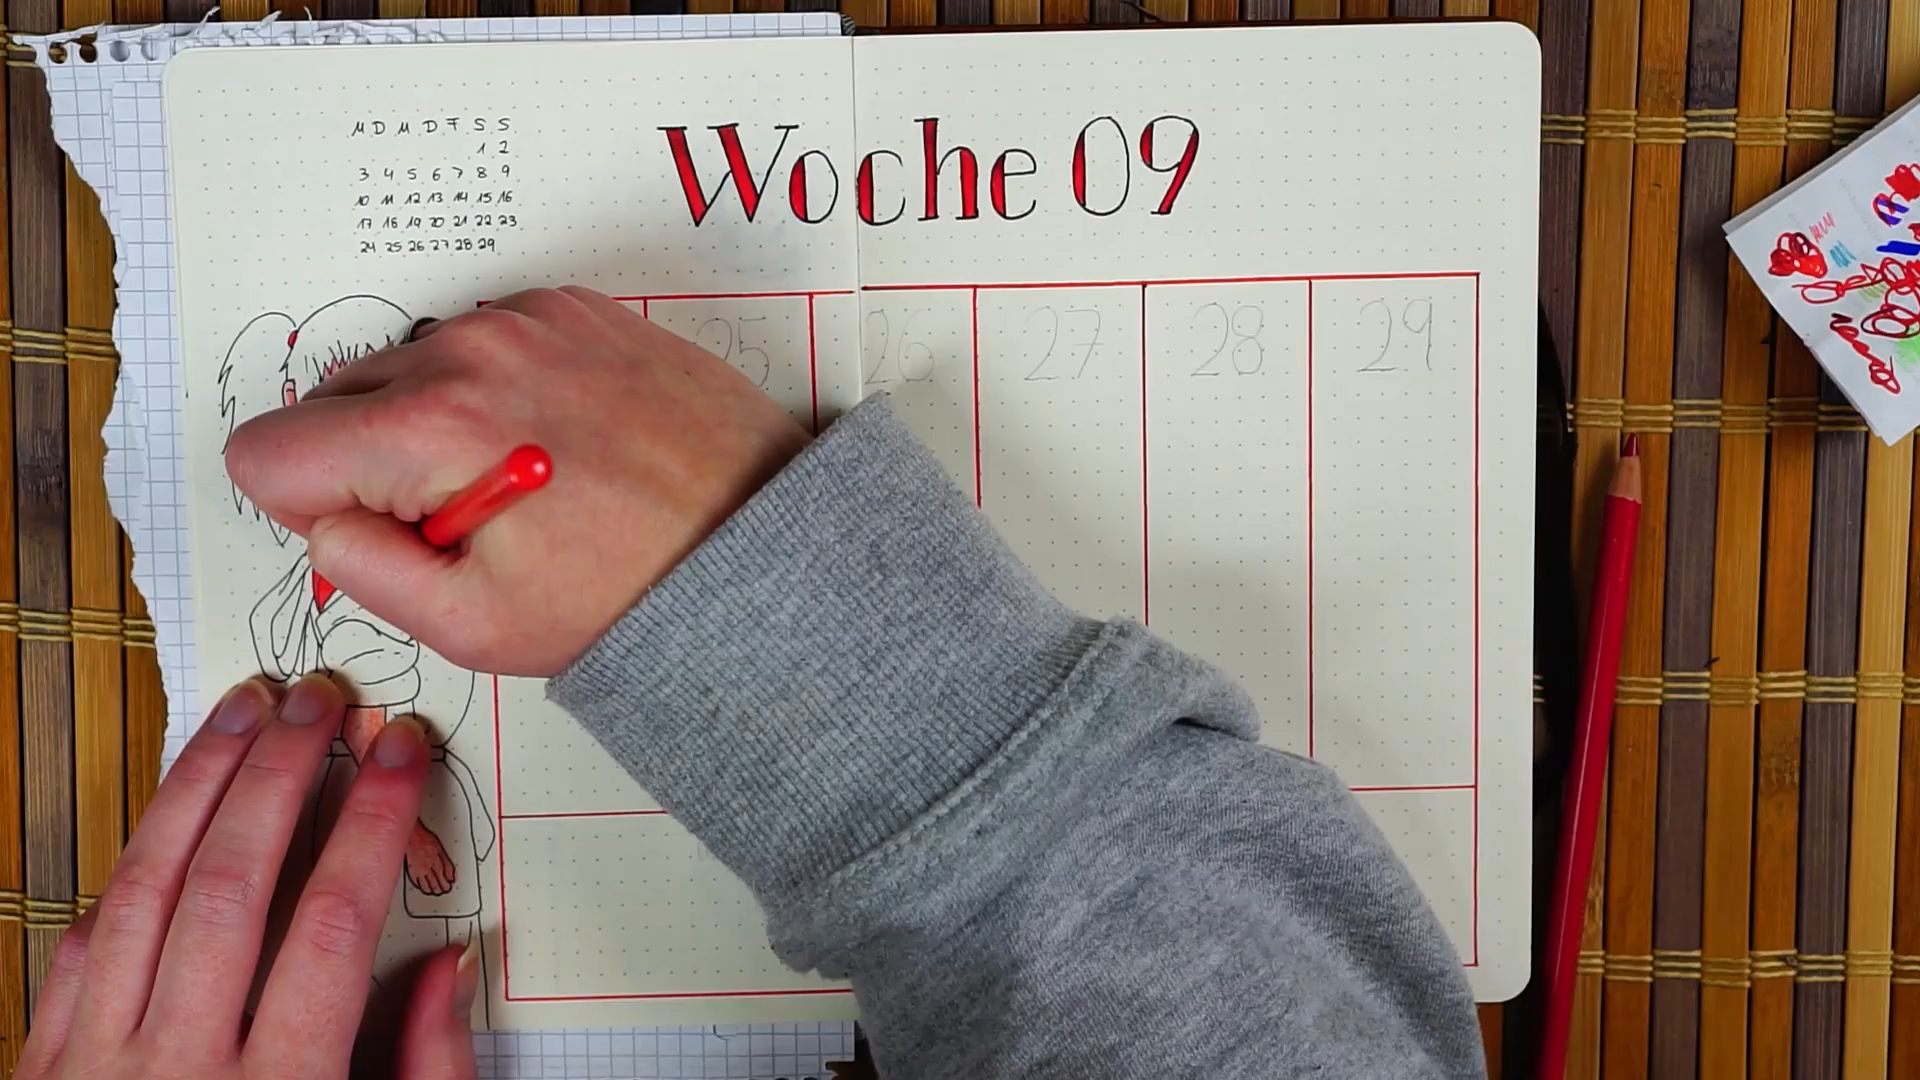 M D M D F S S
1 2
3 4 5 6 7 8 9
10 11 12 13 14 15 16
17 18 19 20 21 22 23
24 25 26 27 28 29
Woche 09
25 26 27 28 29